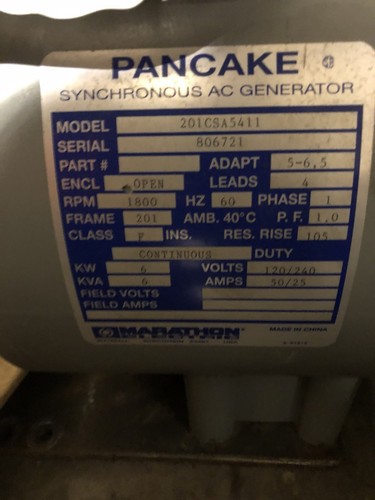 PANCAKE
SYNCHRONOUS AC GENERATOR
MODEL 201CSA5411
SERIAL 806721
PART # ADAPT 5-6.5
ENCL OPEN LEADS 4
RPM 1800 HZ 60 PHASE 1
FRAME 201 AMB. 40°C P.F. 1.0
CLASS F INS. RES. RISE 105
CONTINUOUS DUTY
KW 6 VOLTS 120/240
KVA 6 AMPS 50/25
FIELD VOLTS
FIELD AMPS
MARATHON
ELECTRIC
MADE IN CHINA